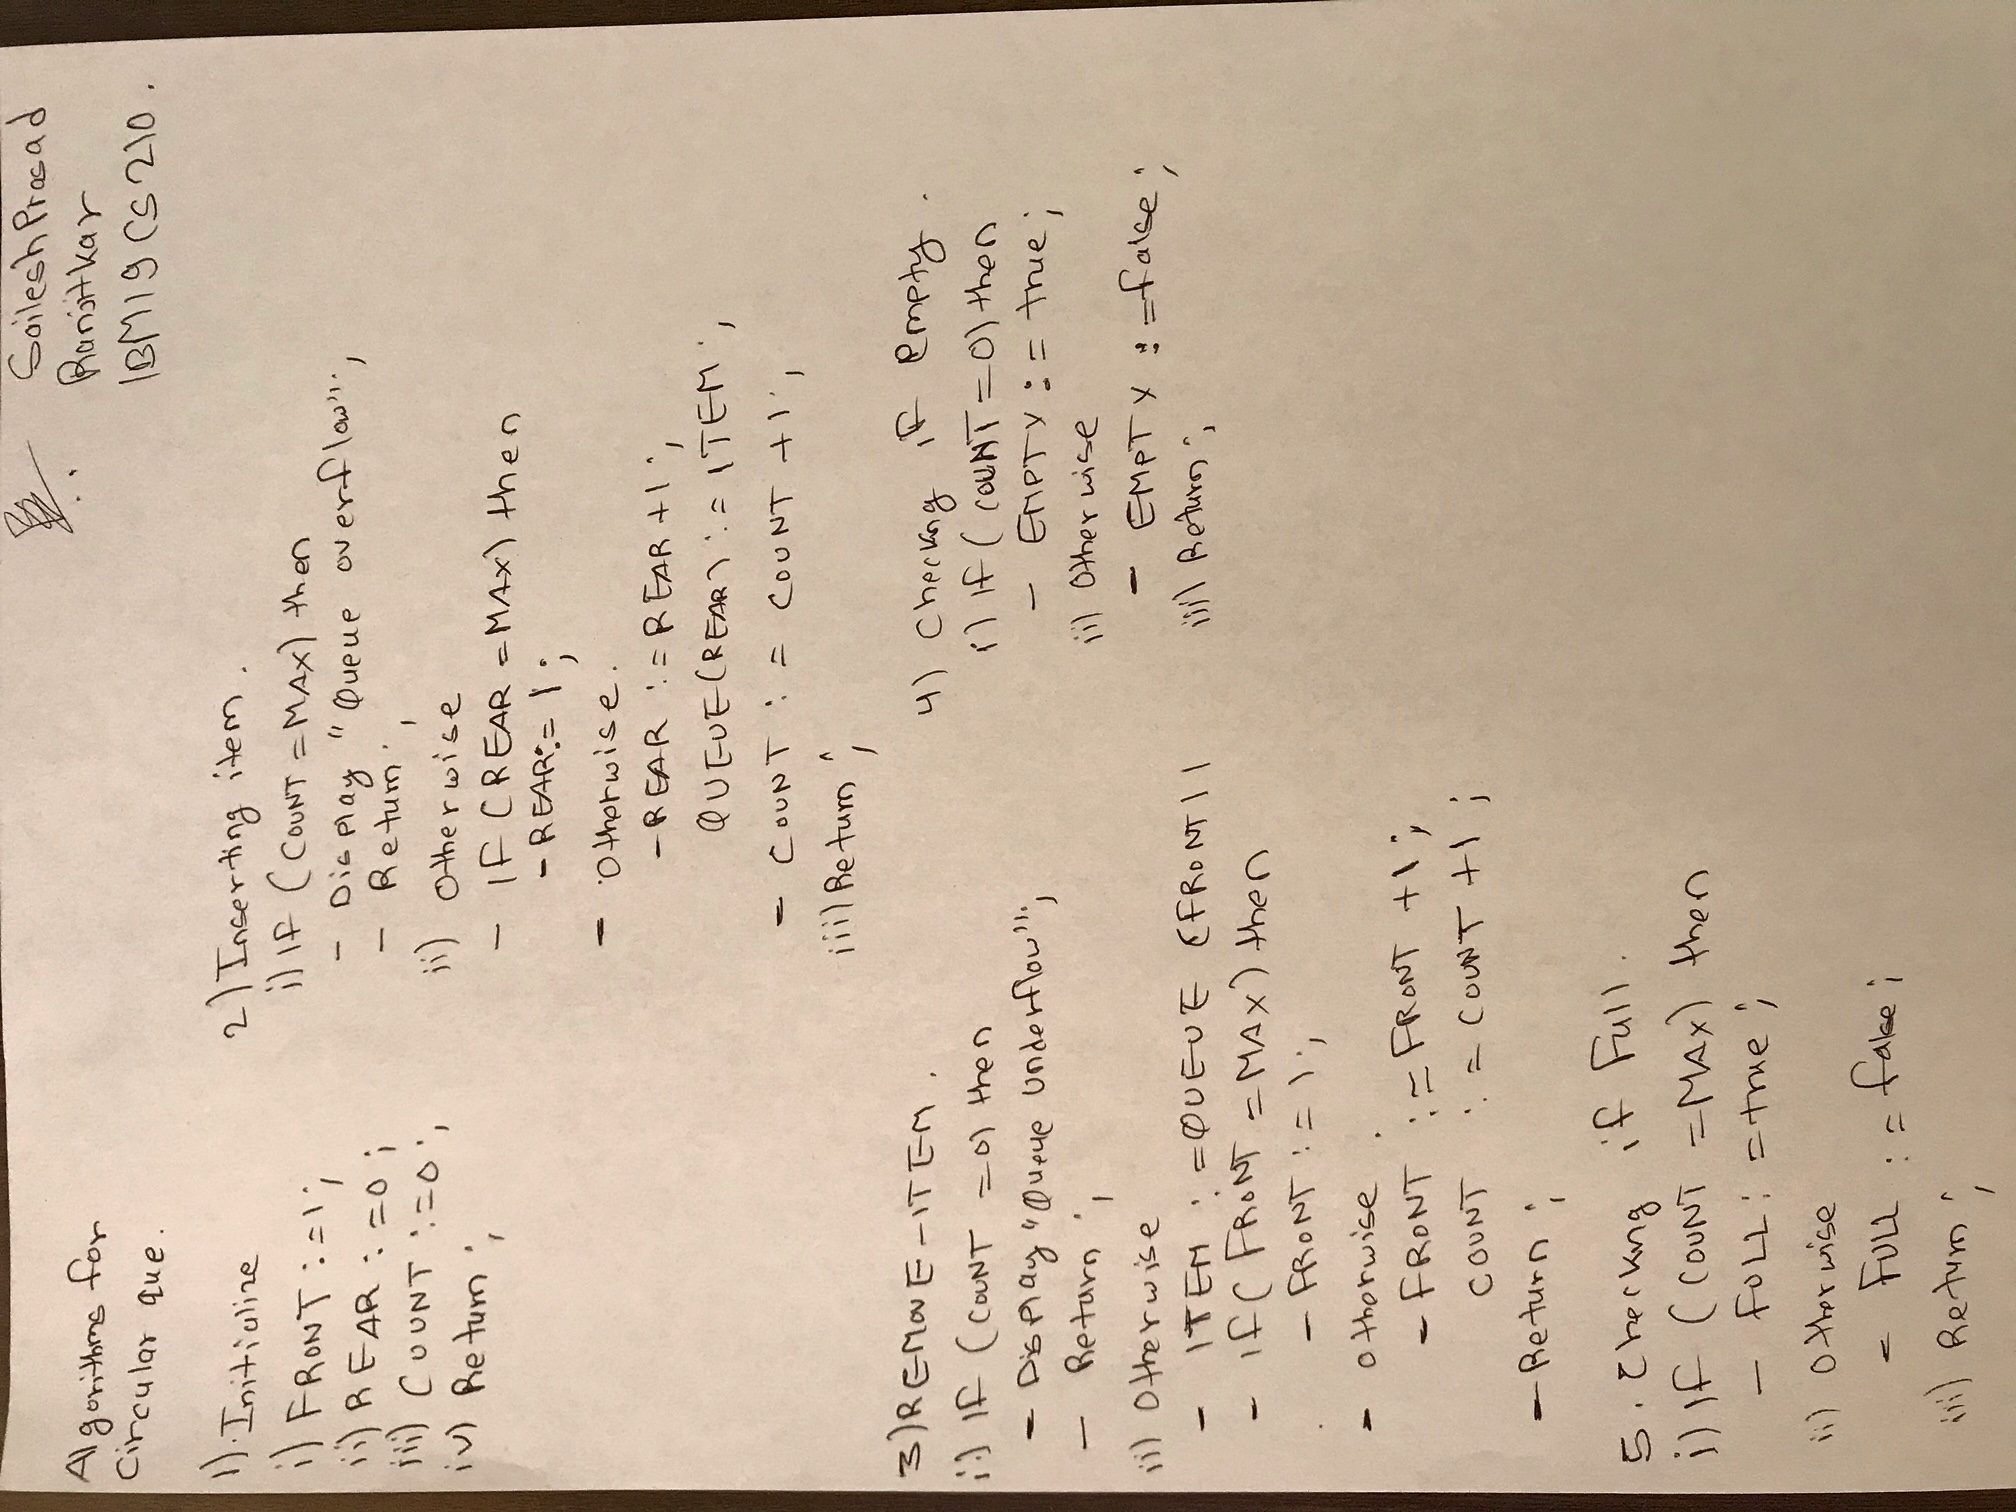 Sailesh Prasad
Ranjitkar
1BM19CS210.
Algorithms for
Circular que.
1). Initialize
i) FRONT :=1;
ii) REAR :=0;
iii) COUNT :=0;
iv) Return;
2) Inserting item.
i) IF (COUNT =MAX) then
- Display "Queue overflow";
- Return;
ii) Otherwise
- IF (REAR =MAX) then
- REAR:= 1;
- Otherwise.
- REAR := REAR +1;
QUEUE(REAR) := ITEM;
- COUNT := COUNT +1;
iii) Return;
3) REMOVE-ITEM.
i) IF (COUNT =0) then
- Display "Queue Underflow";
- Return;
ii) Otherwise
- ITEM := QUEUE (FRONT))
- if( FRONT =MAX) then
- FRONT := 1;
- otherwise.
- FRONT := FRONT +1;
COUNT := COUNT +1;
- Return;
4) Checkng if empty.
i) If ( COUNT =0) then
- EMPTY := true;
ii) Otherwise
- EMPTY := false;
iii) Return;
5. Checkng if Full.
i) If (COUNT =MAX) then
- FULL: =true;
ii) Otherwise
- FULL := false;
iii) Return;